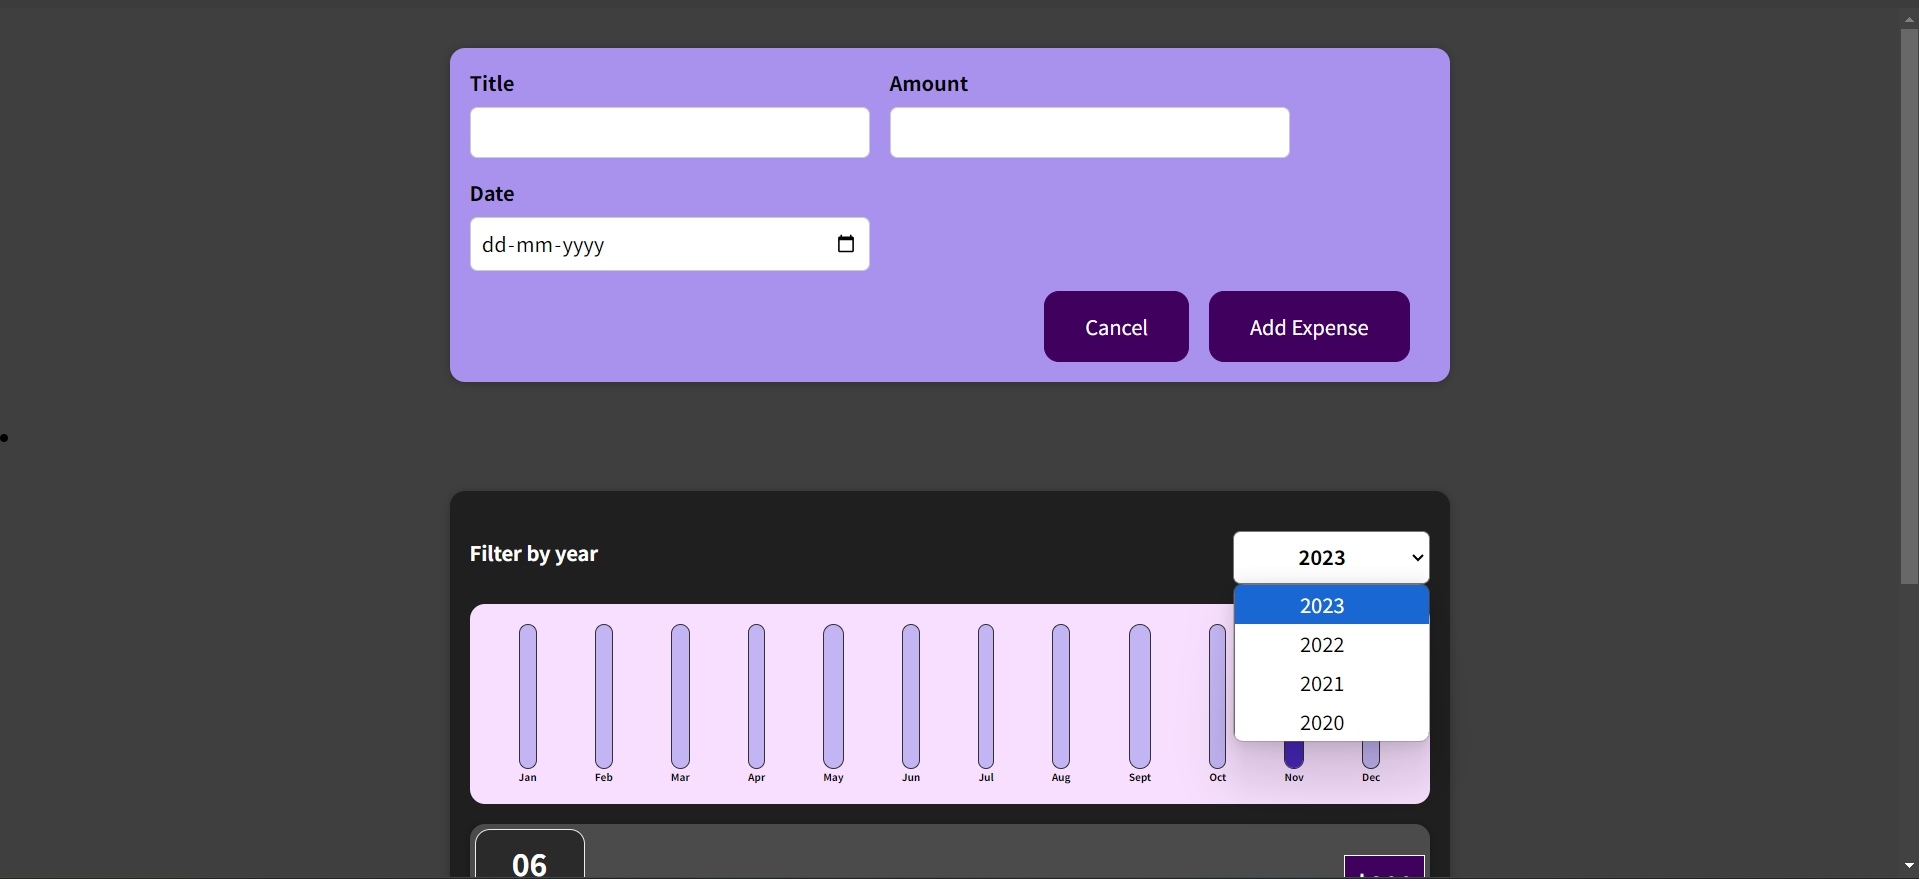 Title Amount
Date
dd-mm-yyyy
Cancel Add Expense
Filter by year 2023
2023
2022
2021
2020
Jan Feb Mar Apr May Jun Jul Aug Sept Oct Nov Dec
06